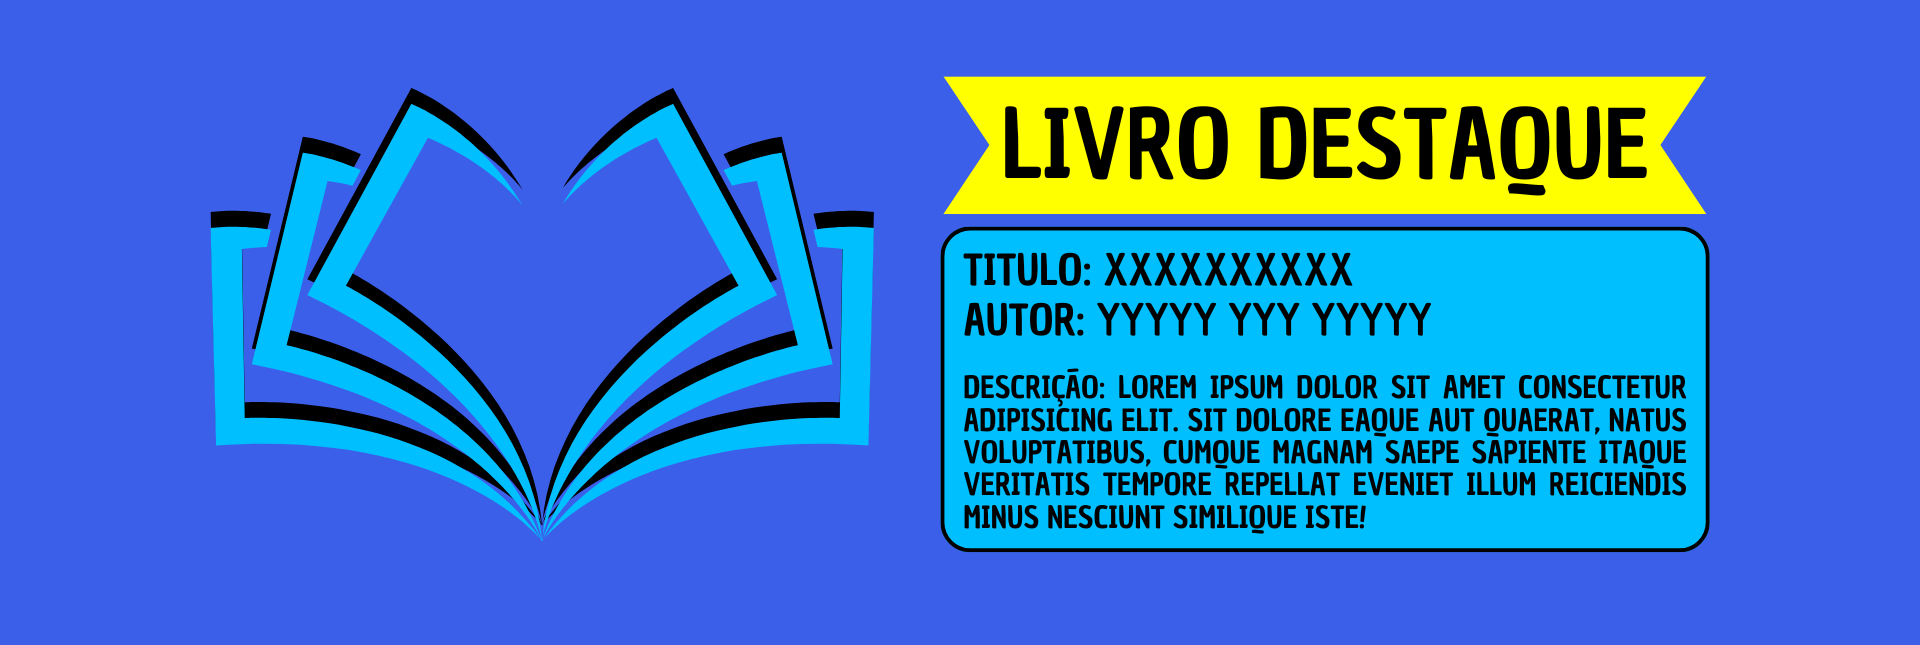 LIVRO DESTAQUE
TITULO: XXXXXXXXXX
AUTOR: YYYYY YYY YYYYY
DESCRIÇÃO: LOREM IPSUM DOLOR SIT AMET CONSECTETUR
ADIPISICING ELIT. SIT DOLORE EAQUE AUT QUAERAT, NATUS
VOLUPTATIBUS, CUMQUE MAGNAM SAEPE SAPIENTE ITAQUE
VERITATIS TEMPORE REPELLAT EVENIET ILLUM REICIENDIS
MINUS NESCIUNT SIMILIQUE ISTE!